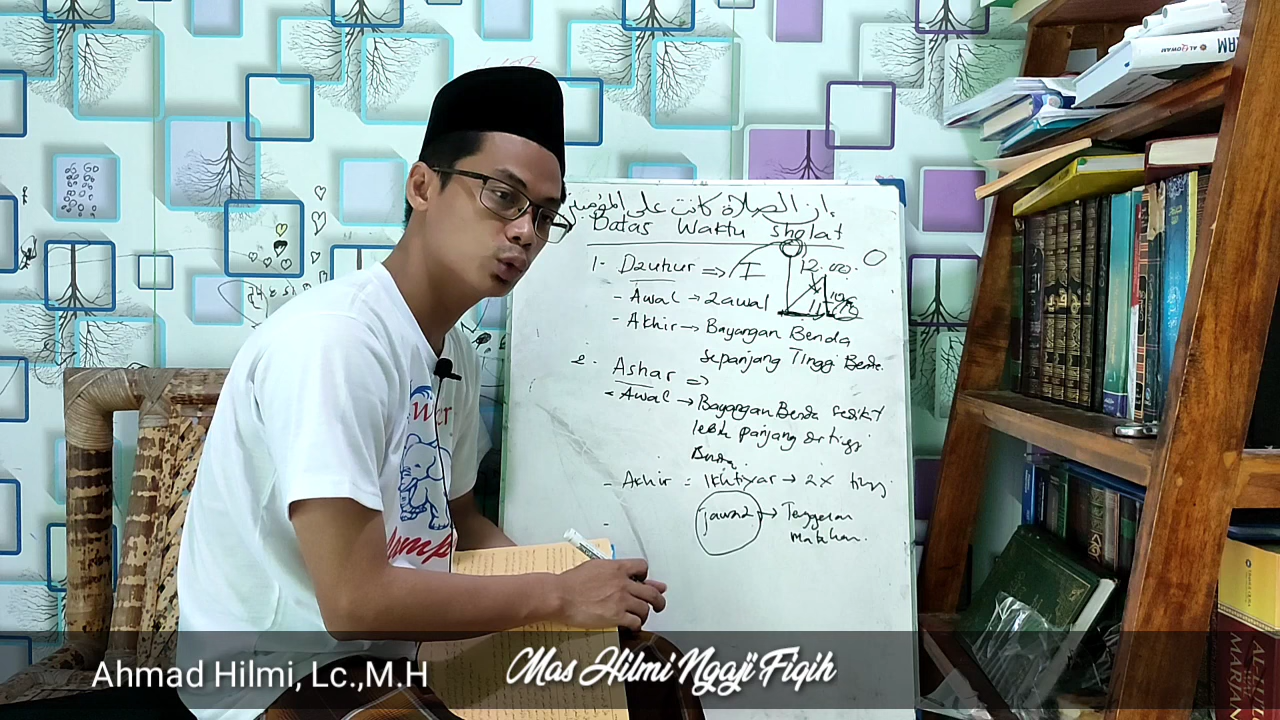 إن الصلاة كانت على المؤمنين
Batas Waktu Sholat
1- Dzuhur => I 12.00.
- Awal → Zawal
- Akhir → Bayangan Benda
sepanjang Tinggi Benda.
2. Ashar =>
- Awal → Bayangan Benda sedikit
lebih panjang dr tinggi
Benda.
- Akhir = Ikhtiyar → 2x tinggi
jawaz → Tenggelam
Matahari.
AL QOWAM
Ahmad Hilmi, Lc.,M.H
Mas Hilmi Ngaji Fiqih